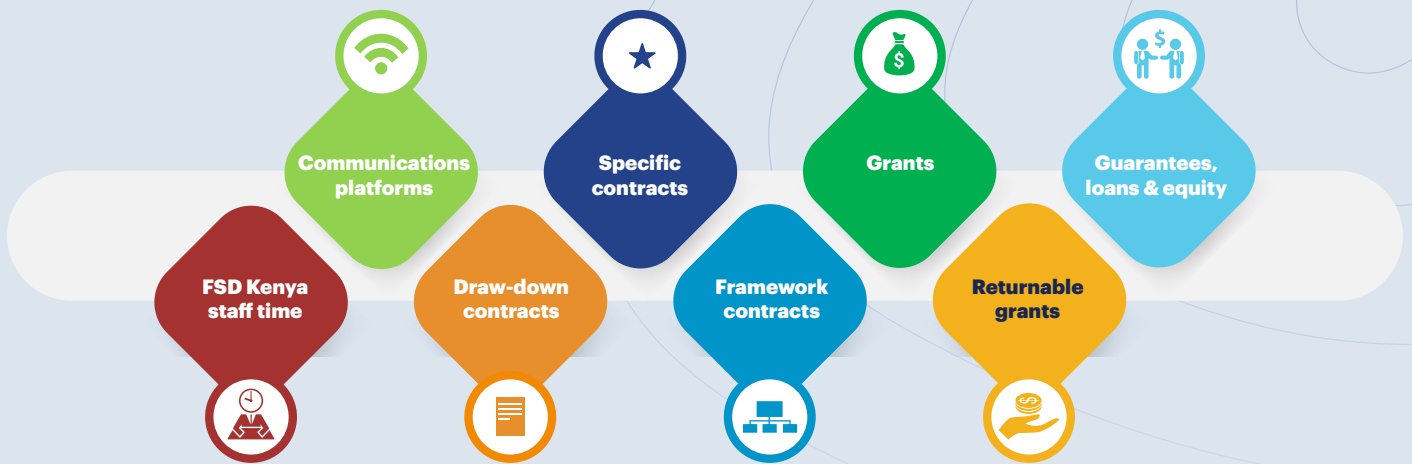 Communications
platforms
Specific
contracts
Grants
Guarantees,
loans & equity
FSD Kenya
staff time
Draw-down
contracts
Framework
contracts
Returnable
grants
$
$
$